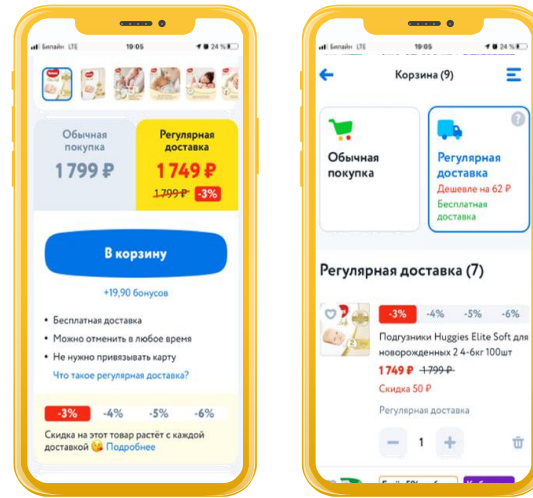 Билайн LTE 19:05 24 %
Обычная
покупка
1 799 ₽
Регулярная
доставка
1 749 ₽
1 799 ₽ -3%
В корзину
+19,90 бонусов
• Бесплатная доставка
• Можно отменить в любое время
• Не нужно привязывать карту
Что такое регулярная доставка?
-3% -4% -5% -6%
Скидка на этот товар растёт с каждой
доставкой 😘 Подробнее
Билайн LTE 19:05 24 %
Корзина (9)
Обычная
покупка
?
Регулярная
доставка
Дешевле на 62 ₽
Бесплатная
доставка
Регулярная доставка (7)
-3% -4% -5% -6%
Подгузники Huggies Elite Soft для
новорожденных 2 4-6кг 100шт
1 749 ₽ 1 799 ₽
Скидка 50 ₽
Регулярная доставка
− 1 +